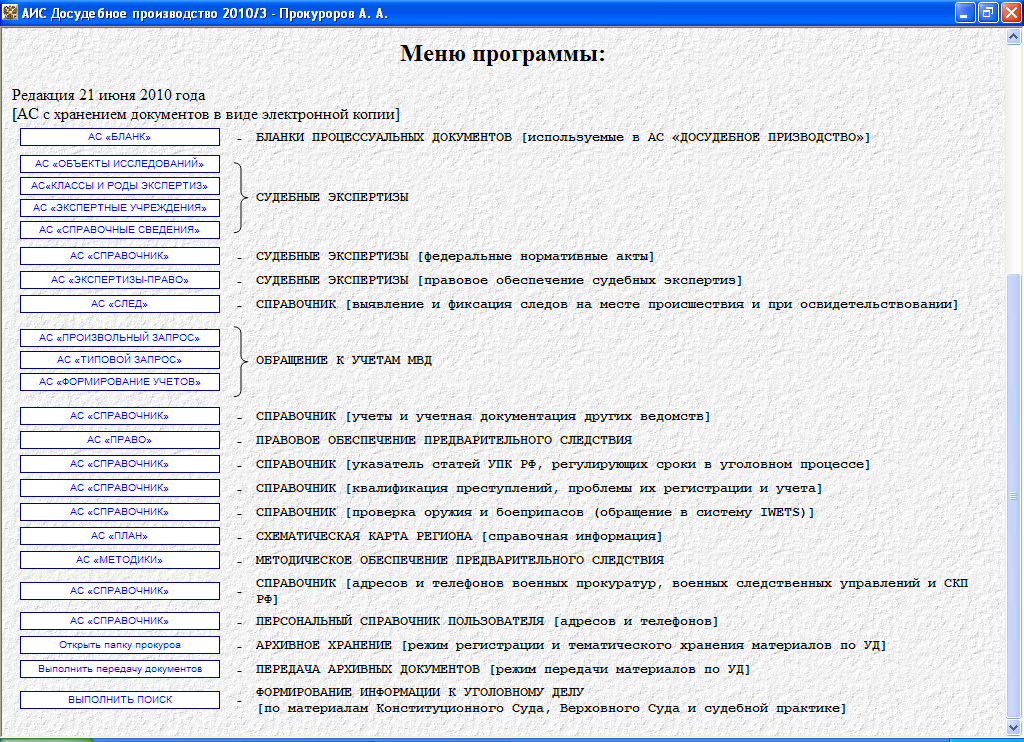 АИС Досудебное производство 2010/3 - Прокуроров А. А.
Меню программы:
Редакция 21 июня 2010 года
[АС с хранением документов в виде электронной копии]
АС «БЛАНК» - БЛАНКИ ПРОЦЕССУАЛЬНЫХ ДОКУМЕНТОВ [используемые в АС «ДОСУДЕБНОЕ ПРИЗВОДСТВО»]
АС «ОБЪЕКТЫ ИССЛЕДОВАНИЙ»
АС«КЛАССЫ И РОДЫ ЭКСПЕРТИЗ»
СУДЕБНЫЕ ЭКСПЕРТИЗЫ
АС «ЭКСПЕРТНЫЕ УЧРЕЖДЕНИЯ»
АС «СПРАВОЧНЫЕ СВЕДЕНИЯ»
АС «СПРАВОЧНИК» - СУДЕБНЫЕ ЭКСПЕРТИЗЫ [федеральные нормативные акты]
АС «ЭКСПЕРТИЗЫ-ПРАВО» - СУДЕБНЫЕ ЭКСПЕРТИЗЫ [правовое обеспечение судебных экспертиз]
АС «СЛЕД» - СПРАВОЧНИК [выявление и фиксация следов на месте происшествия и при освидетельствовании]
АС «ПРОИЗВОЛЬНЫЙ ЗАПРОС»
АС «ТИПОВОЙ ЗАПРОС» ОБРАЩЕНИЕ К УЧЕТАМ МВД
АС «ФОРМИРОВАНИЕ УЧЕТОВ»
АС «СПРАВОЧНИК» - СПРАВОЧНИК [учеты и учетная документация других ведомств]
АС «ПРАВО» - ПРАВОВОЕ ОБЕСПЕЧЕНИЕ ПРЕДВАРИТЕЛЬНОГО СЛЕДСТВИЯ
АС «СПРАВОЧНИК» - СПРАВОЧНИК [указатель статей УПК РФ, регулирующих сроки в уголовном процессе]
АС «СПРАВОЧНИК» - СПРАВОЧНИК [квалификация преступлений, проблемы их регистрации и учета]
АС «СПРАВОЧНИК» - СПРАВОЧНИК [проверка оружия и боеприпасов (обращение в систему IWETS)]
АС «ПЛАН» - СХЕМАТИЧЕСКАЯ КАРТА РЕГИОНА [справочная информация]
АС «МЕТОДИКИ» - МЕТОДИЧЕСКОЕ ОБЕСПЕЧЕНИЕ ПРЕДВАРИТЕЛЬНОГО СЛЕДСТВИЯ
АС «СПРАВОЧНИК» - СПРАВОЧНИК [адресов и телефонов военных прокуратур, военных следственных управлений и СКП
РФ]
АС «СПРАВОЧНИК» - ПЕРСОНАЛЬНЫЙ СПРАВОЧНИК ПОЛЬЗОВАТЕЛЯ [адресов и телефонов]
Открыть папку прокуроа - АРХИВНОЕ ХРАНЕНИЕ [режим регистрации и тематического хранения материалов по УД]
Выполнить передачу документов - ПЕРЕДАЧА АРХИВНЫХ ДОКУМЕНТОВ [режим передачи материалов по УД]
ВЫПОЛНИТЬ ПОИСК - ФОРМИРОВАНИЕ ИНФОРМАЦИИ К УГОЛОВНОМУ ДЕЛУ
[по материалам Конституционного Суда, Верховного Суда и судебной практике]